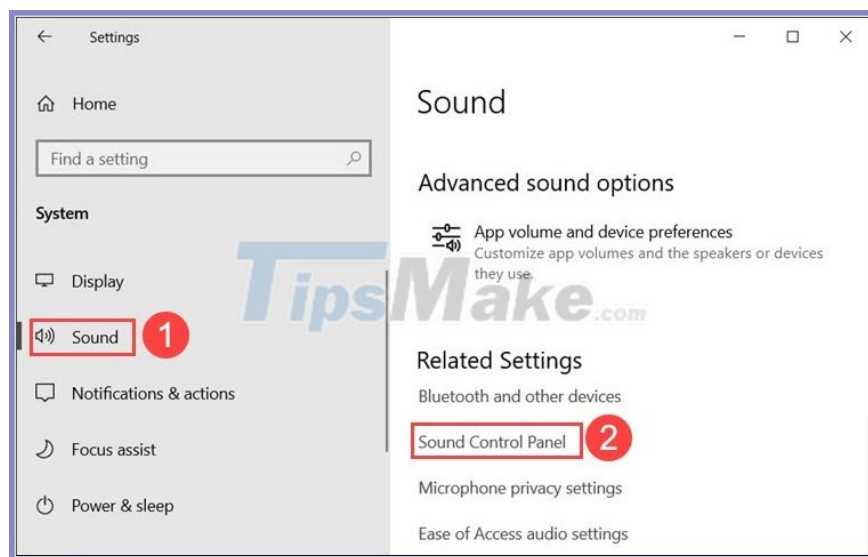 Settings
Home
Find a setting
System
Display
Sound
1
Notifications & actions
Focus assist
Power & sleep
Sound
Advanced sound options
App volume and device preferences
Customize app volumes and the speakers or devices
they use.
TipsMake.com
Related Settings
Bluetooth and other devices
Sound Control Panel
2
Microphone privacy settings
Ease of Access audio settings